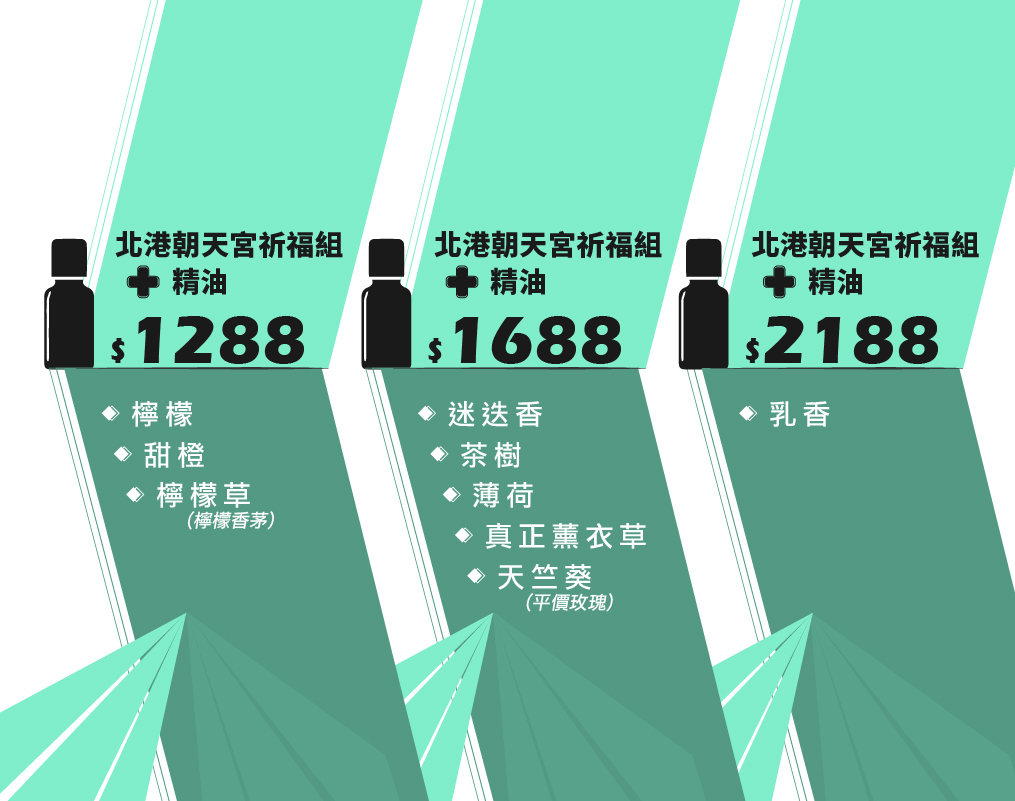 北港朝天宮祈福組
精油
$1288
檸檬
甜橙
檸檬草
(檸檬香茅)
北港朝天宮祈福組
精油
$1688
迷迭香
茶樹
薄荷
真正薰衣草
天竺葵
(平價玫瑰)
北港朝天宮祈福組
精油
$2188
乳香